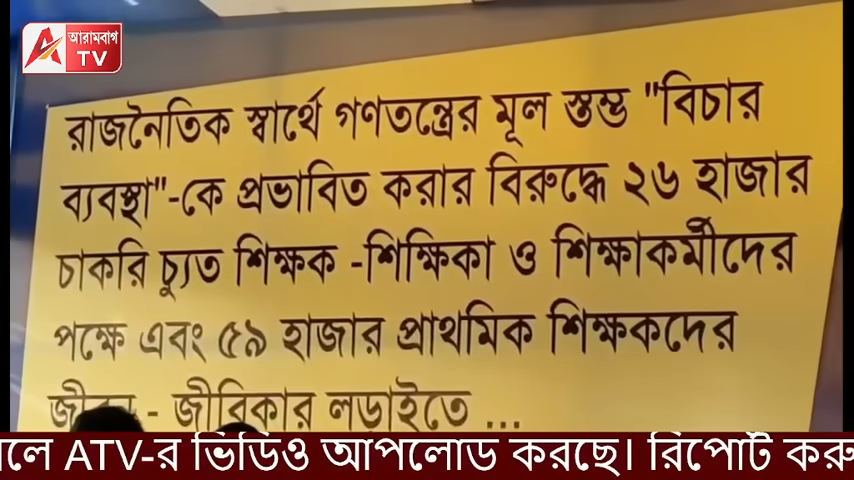 আরামবাগ
TV
রাজনৈতিক স্বার্থে গণতন্ত্রের মূল স্তম্ভ "বিচার
ব্যবস্থা"-কে প্রভাবিত করার বিরুদ্ধে ২৬ হাজার
চাকরি চ্যুত শিক্ষক -শিক্ষিকা ও শিক্ষাকর্মীদের
পক্ষে এবং ৫৯ হাজার প্রাথমিক শিক্ষকদের
জীবন - জীবিকার লড়াইতে ...
ATV-র ভিডিও আপলোড করছে। রিপোর্ট